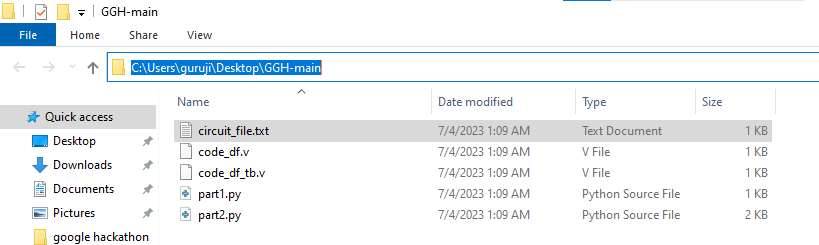 GGH-main
File Home Share View
C:\Users\guruji\Desktop\GGH-main
Name Date modified Type Size
Quick access
circuit_file.txt 7/4/2023 1:09 AM Text Document 1 KB
Desktop
code_df.v 7/4/2023 1:09 AM V File 1 KB
Downloads
code_df_tb.v 7/4/2023 1:09 AM V File 1 KB
Documents
part1.py 7/4/2023 1:09 AM Python Source File 1 KB
Pictures
part2.py 7/4/2023 1:09 AM Python Source File 2 KB
google hackathon